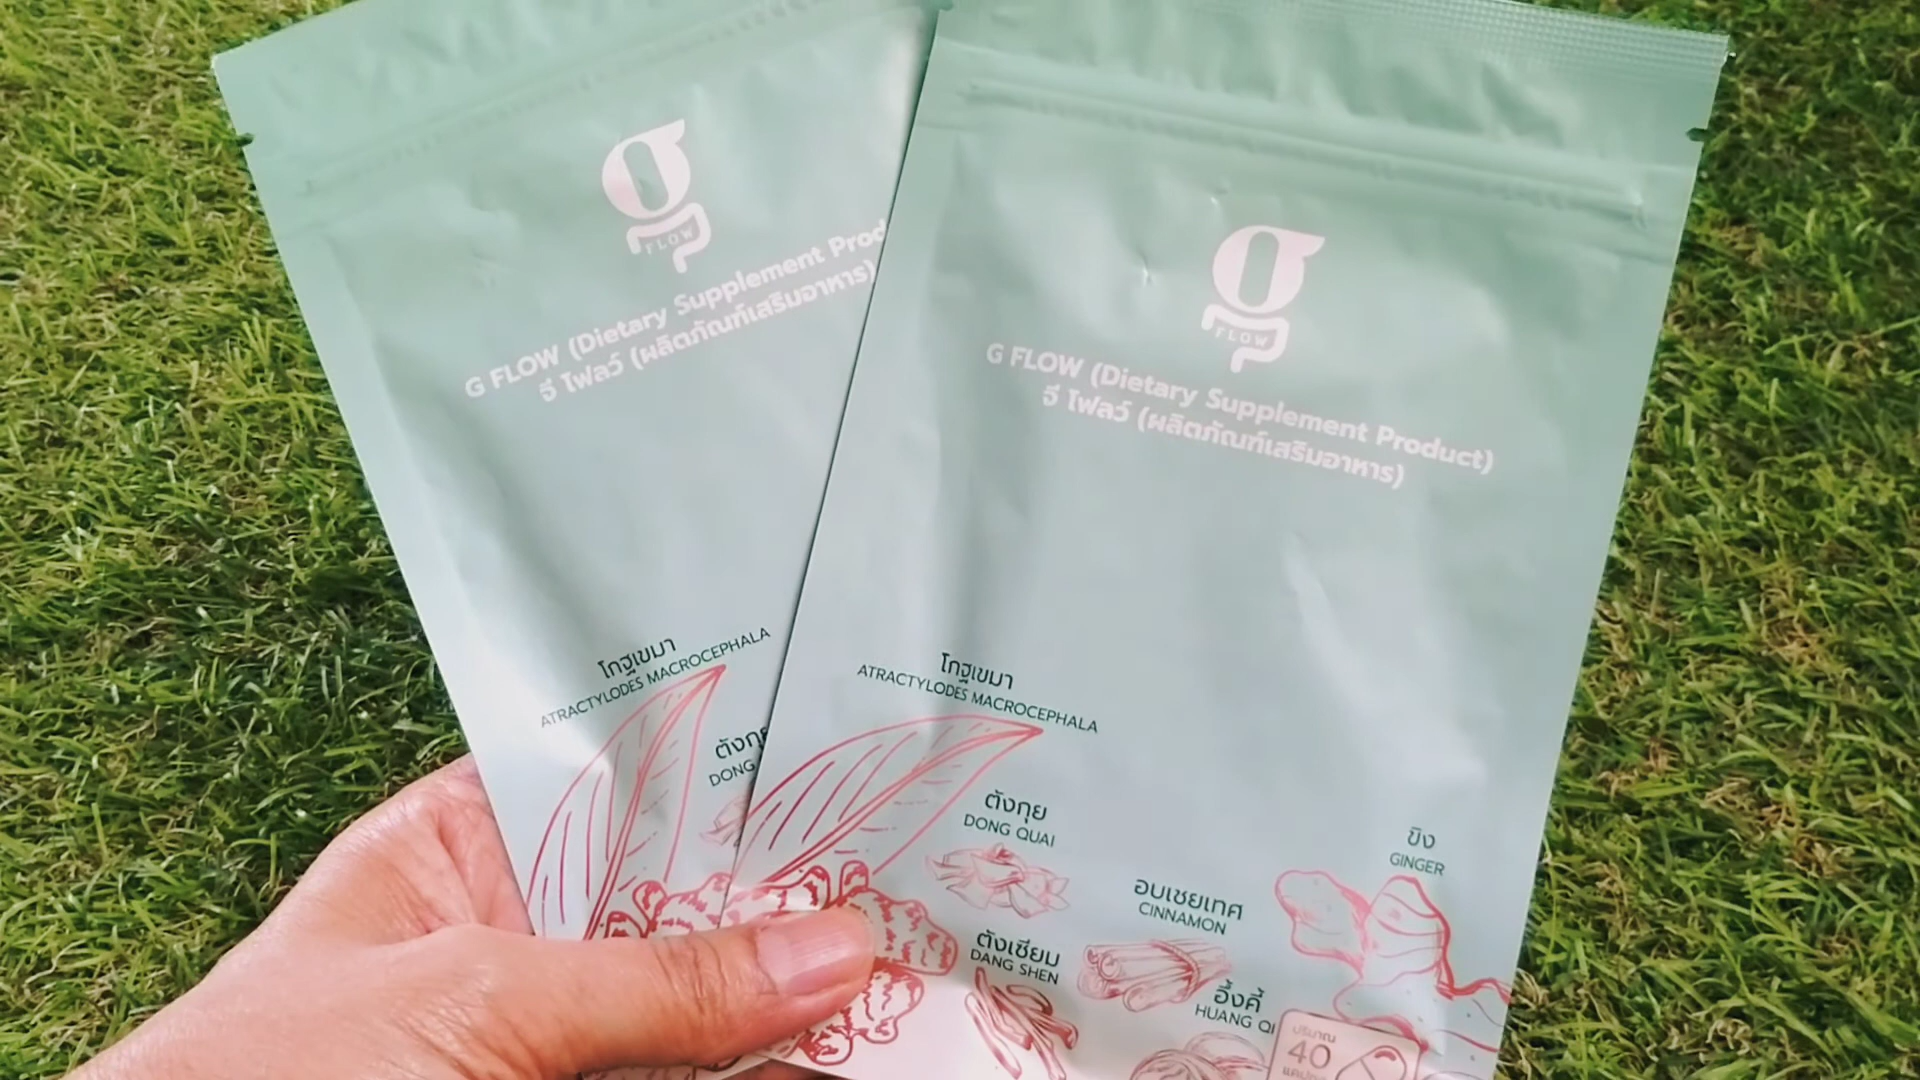 g
FLOW
G FLOW (Dietary Supplement Prod
จี โฟลว์ (ผลิตภัณฑ์เสริมอาหาร)
โกฐเขมา
ATRACTYLODES MACROCEPHALA
ตังกุย
DONG
g
FLOW
G FLOW (Dietary Supplement Product)
จี โฟลว์ (ผลิตภัณฑ์เสริมอาหาร)
โกฐเขมา
ATRACTYLODES MACROCEPHALA
ตังกุย
DONG QUAI
ขิง
GINGER
อบเชยเทศ
CINNAMON
ตังเซียม
DANG SHEN
อึ้งคี้
HUANG QI
ปริมาณ
40